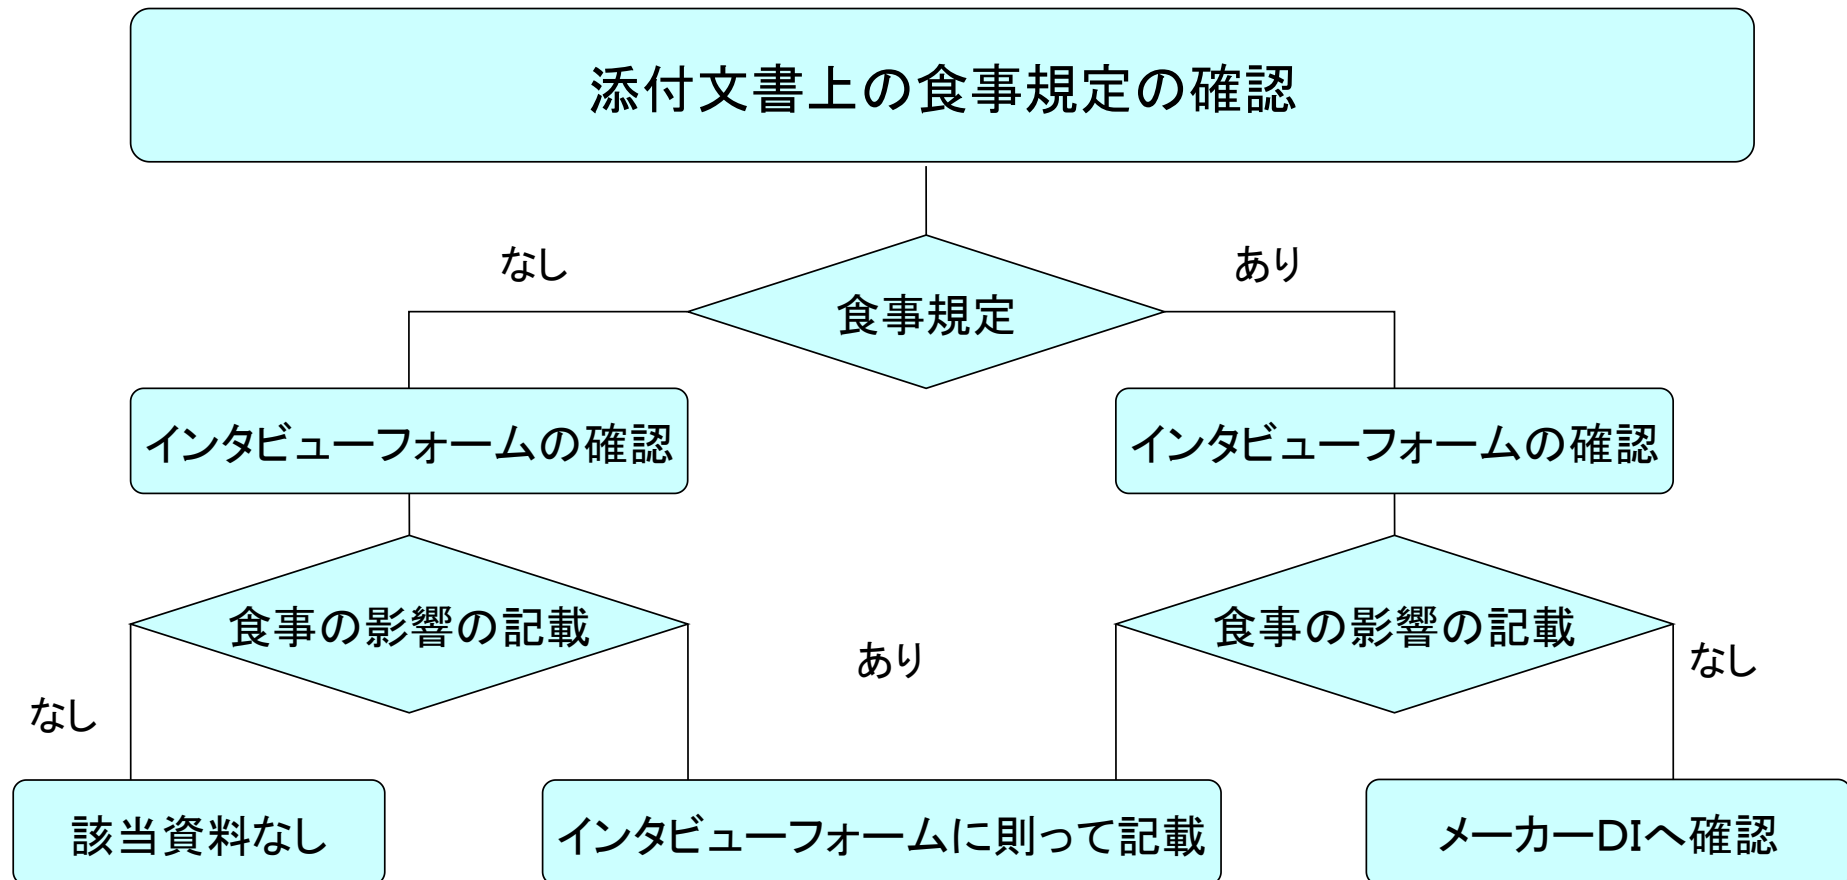 添付文書上の食事規定の確認
なし
あり
食事規定
インタビューフォームの確認
インタビューフォームの確認
食事の影響の記載
食事の影響の記載
あり
なし
なし
該当資料なし
インタビューフォームに則って記載
メーカーDIへ確認